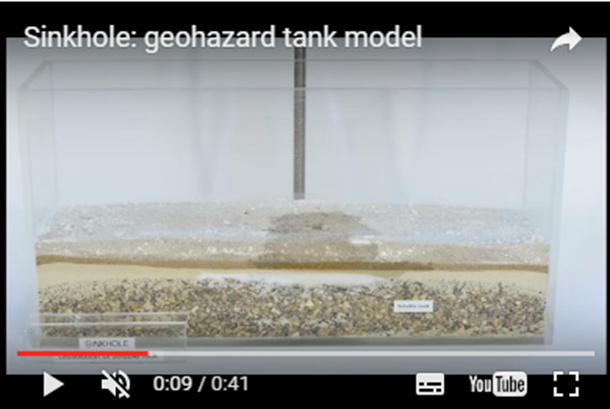 Sinkhole: geohazard tank model
SINKHOLE
0:09 / 0:41
YouTube